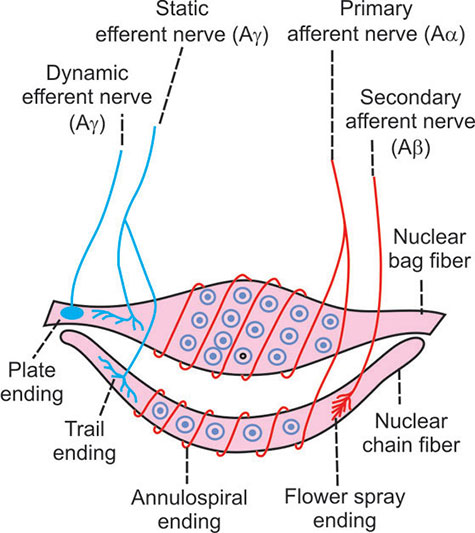 Static
efferent nerve (Aγ)
Primary
afferent nerve (Aα)
Dynamic
efferent nerve
(Aγ)
Secondary
afferent nerve
(Aβ)
Nuclear
bag fiber
Plate
ending
Trail
ending
Annulospiral
ending
Flower spray
ending
Nuclear
chain fiber